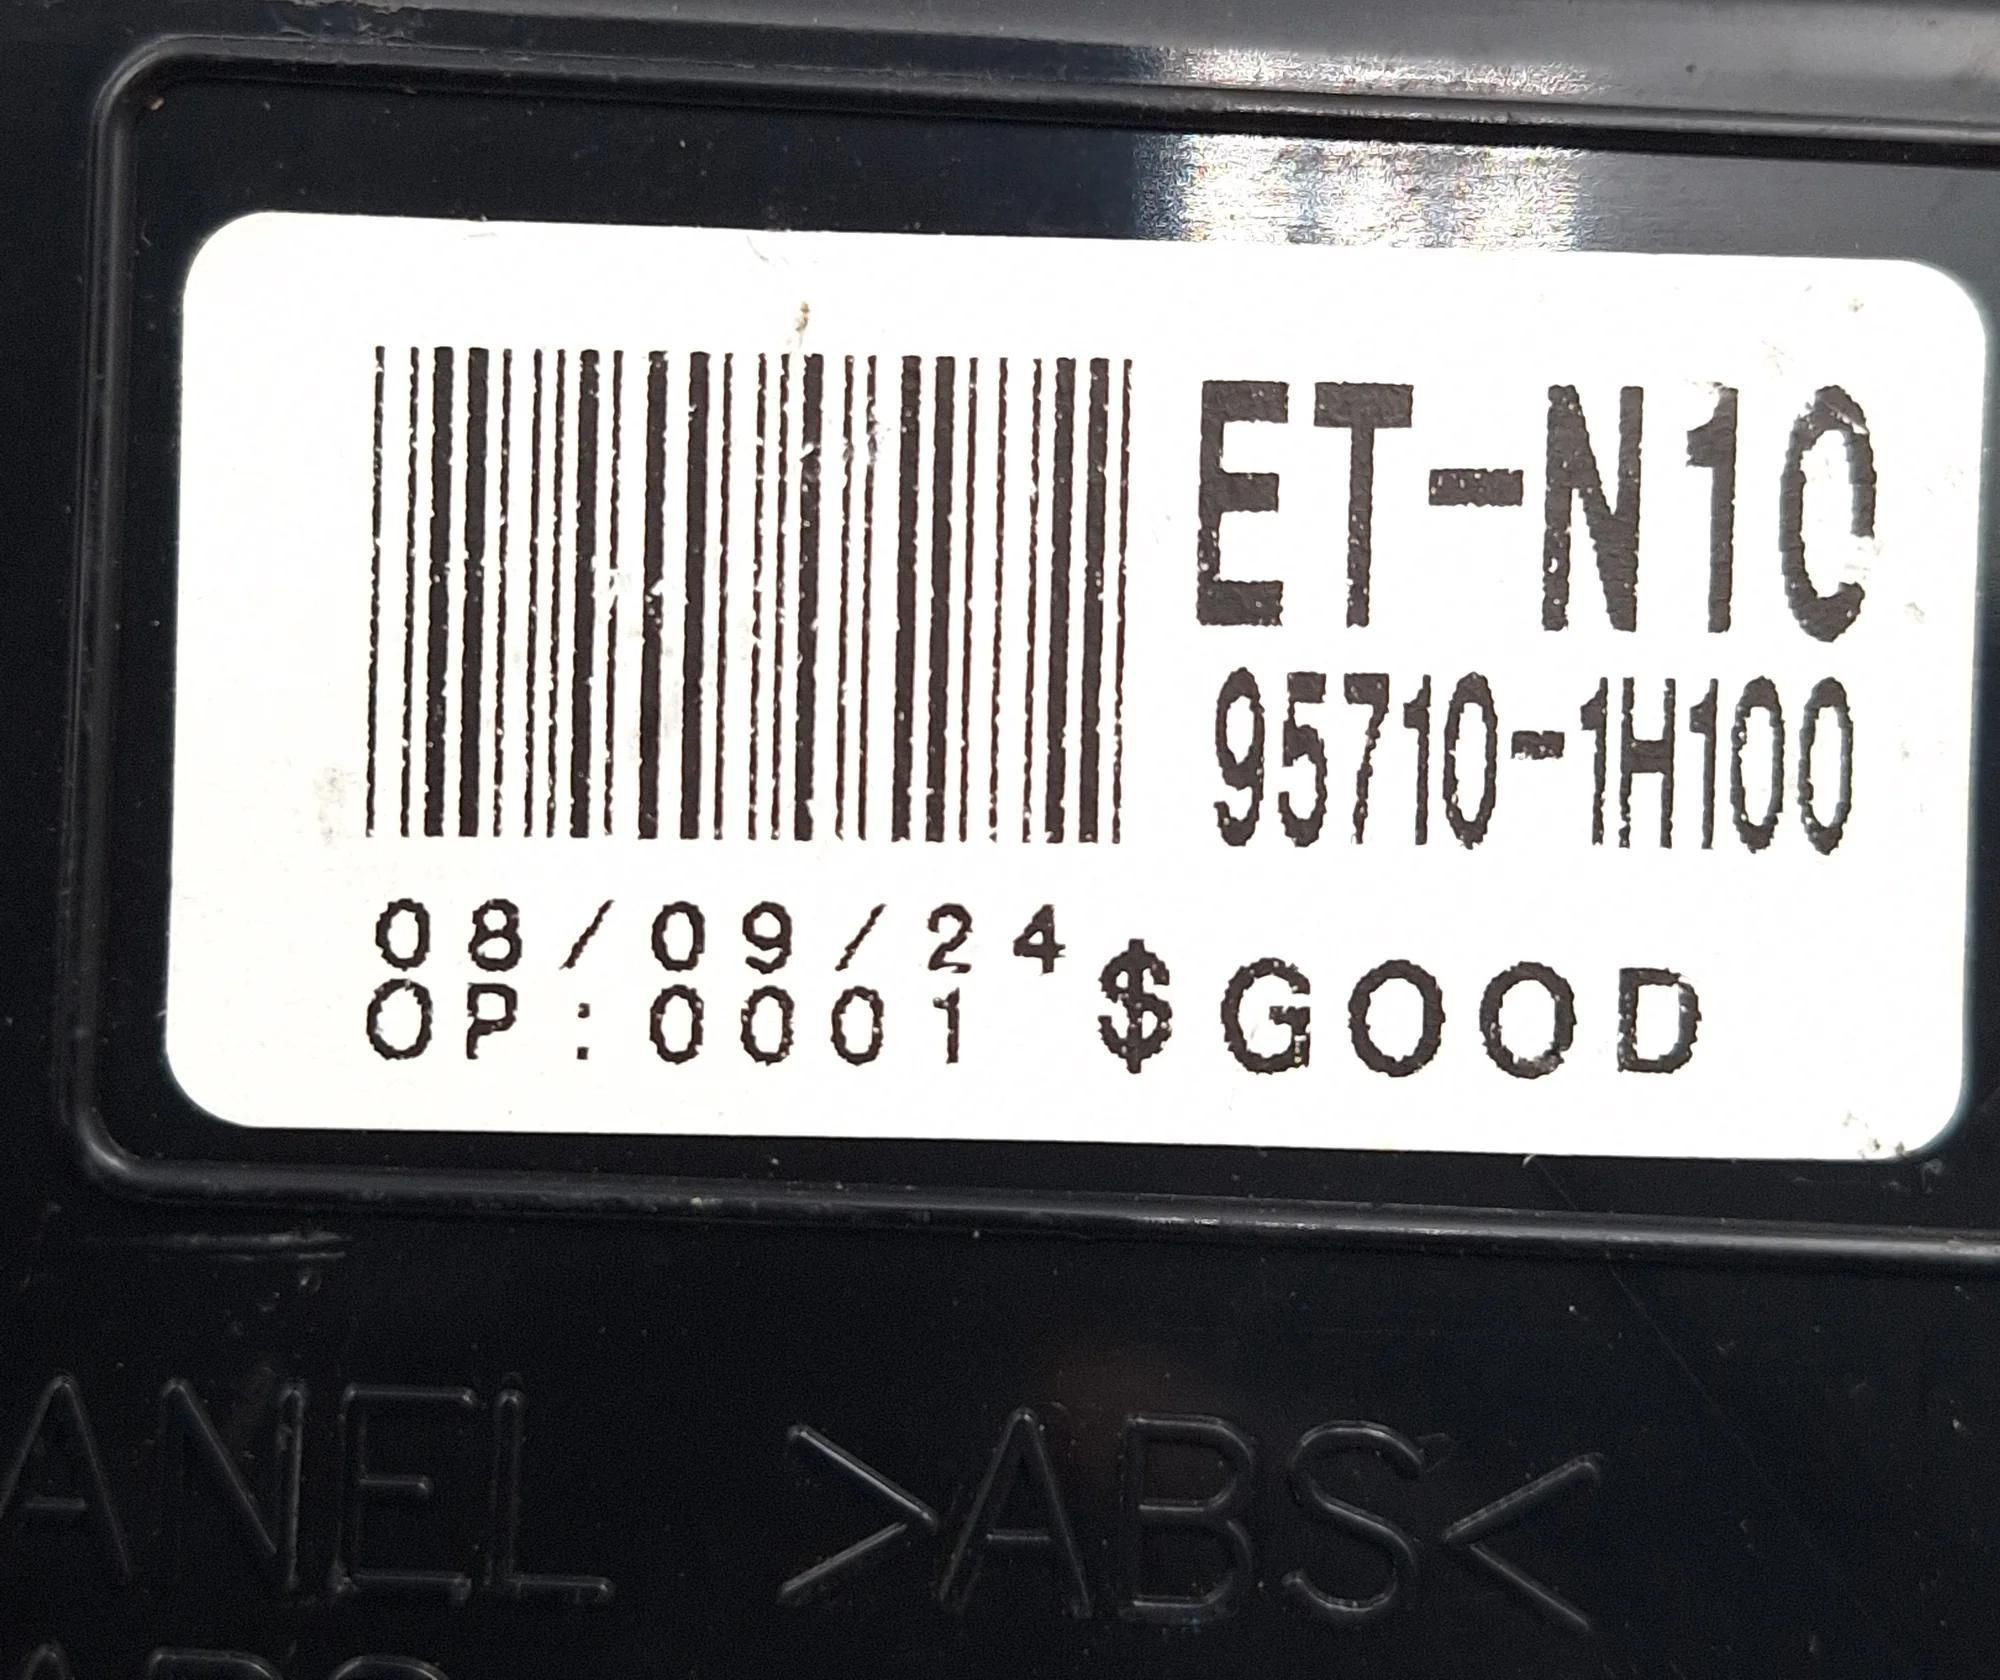 ET-N1C
95710-1H100
08/09/24
OP:0001 $GOOD
ANEL >ABS<